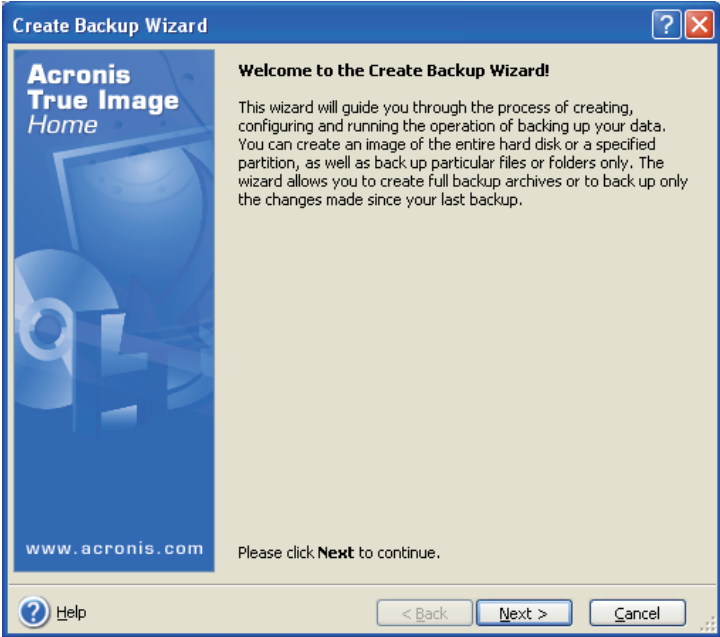 Create Backup Wizard
Acronis
True Image
Home
Welcome to the Create Backup Wizard!
This wizard will guide you through the process of creating,
configuring and running the operation of backing up your data.
You can create an image of the entire hard disk or a specified
partition, as well as back up particular files or folders only. The
wizard allows you to create full backup archives or to back up only
the changes made since your last backup.
www.acronis.com
Please click Next to continue.
? Help
< Back
Next >
Cancel